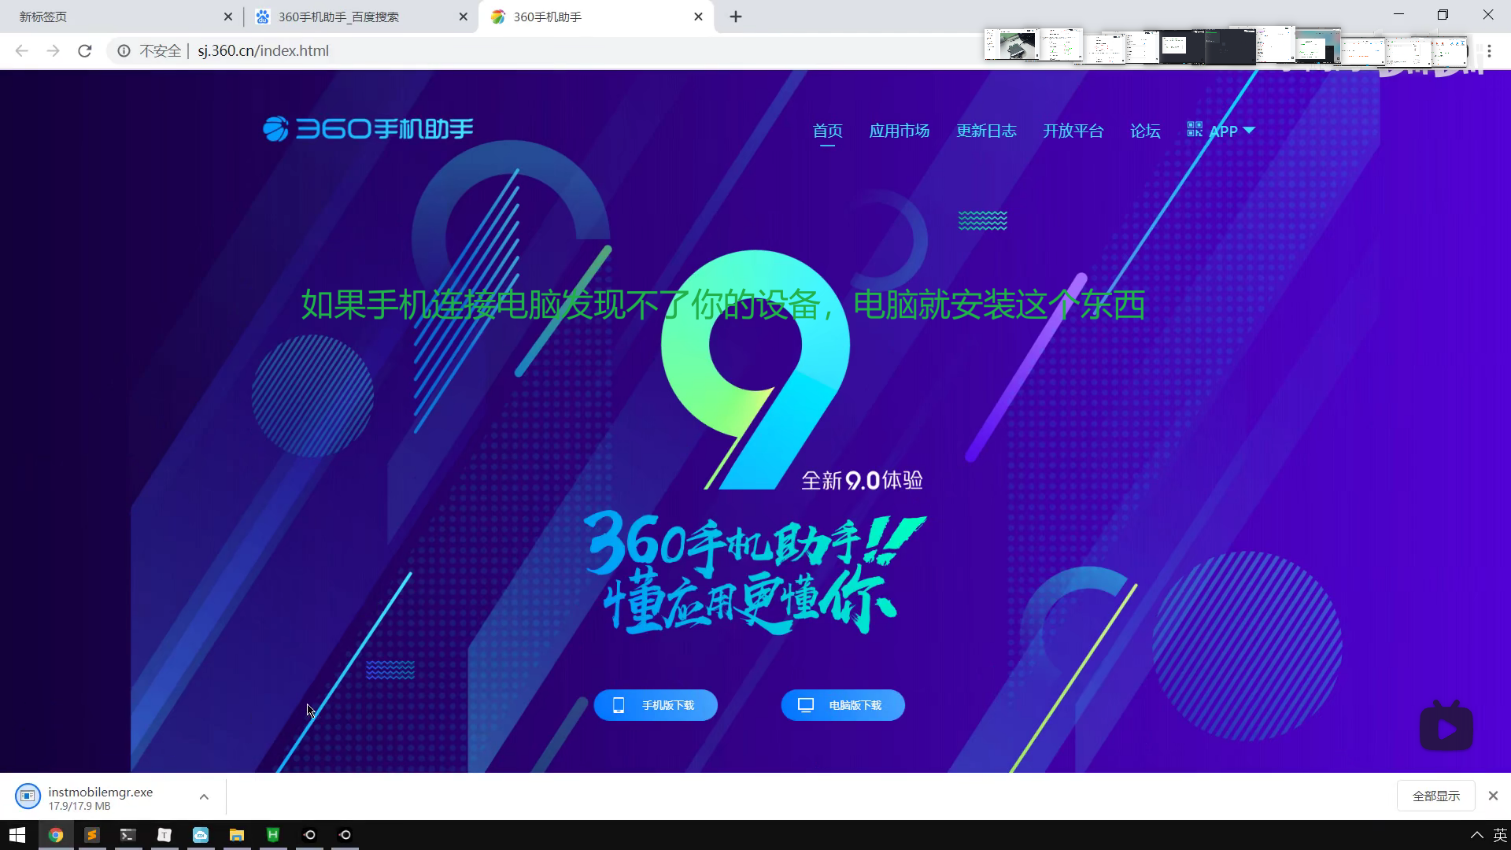 新标签页
360手机助手_百度搜索
360手机助手
不安全 | sj.360.cn/index.html
360手机助手
首页
应用市场
更新日志
开放平台
论坛
APP
如果手机连接电脑发现不了你的设备，电脑就安装这个东西
全新9.0体验
360手机助手!!
懂应用更懂你
手机版下载
电脑版下载
instmobilemgr.exe
17.9/17.9 MB
全部显示
英